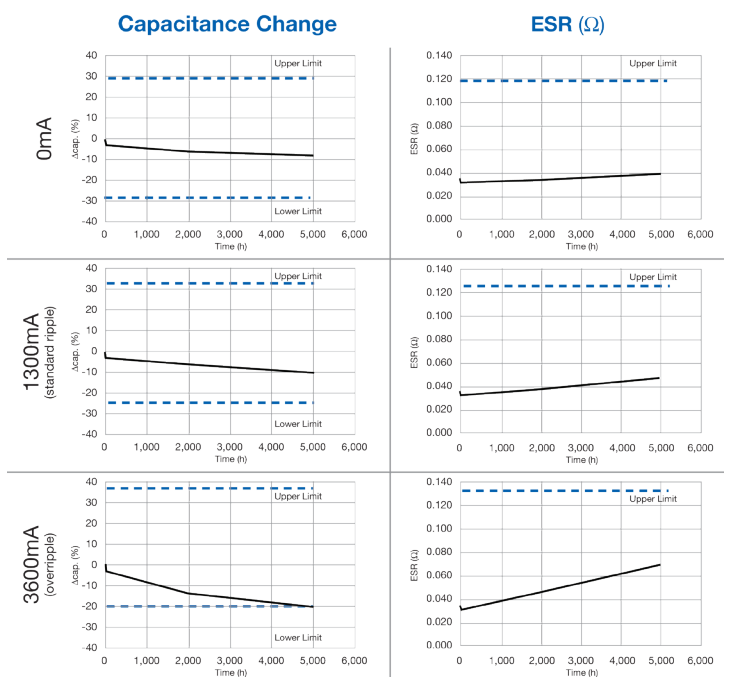 Capacitance Change
ESR (Ω)
0mA
Δcap. (%)
40
30
20
10
0
-10
-20
-30
-40
Upper Limit
Lower Limit
0 1,000 2,000 3,000 4,000 5,000 6,000
Time (h)
ESR (Ω)
0.140
0.120
0.100
0.080
0.060
0.040
0.020
0.000
Upper Limit
0 1,000 2,000 3,000 4,000 5,000 6,000
Time (h)
1300mA
(standard ripple)
Δcap. (%)
40
30
20
10
0
-10
-20
-30
-40
Upper Limit
Lower Limit
0 1,000 2,000 3,000 4,000 5,000 6,000
Time (h)
ESR (Ω)
0.140
0.120
0.100
0.080
0.060
0.040
0.020
0.000
Upper Limit
0 1,000 2,000 3,000 4,000 5,000 6,000
Time (h)
3600mA
(overripple)
Δcap. (%)
40
30
20
10
0
-10
-20
-30
-40
Upper Limit
Lower Limit
0 1,000 2,000 3,000 4,000 5,000 6,000
Time (h)
ESR (Ω)
0.140
0.120
0.100
0.080
0.060
0.040
0.020
0.000
Upper Limit
0 1,000 2,000 3,000 4,000 5,000 6,000
Time (h)